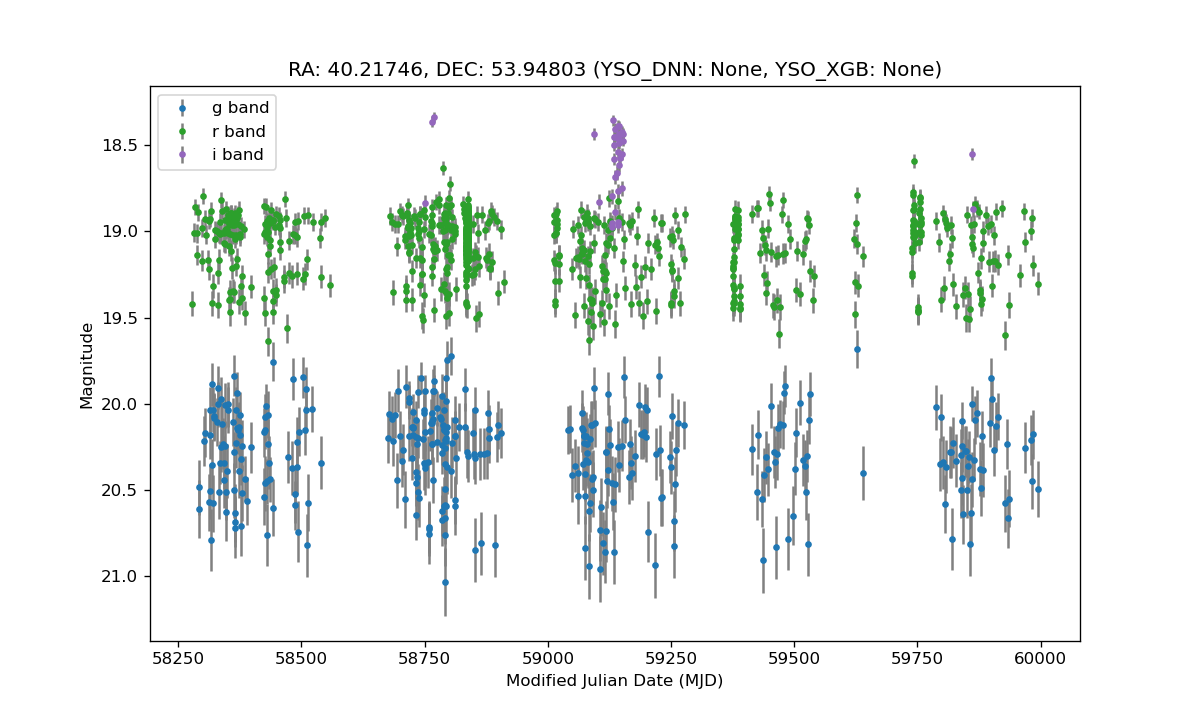 RA: 40.21746, DEC: 53.94803 (YSO_DNN: None, YSO_XGB: None)
g band
r band
i band
18.5
19.0
19.5
20.0
20.5
21.0
Magnitude
58250
58500
58750
59000
59250
59500
59750
60000
Modified Julian Date (MJD)